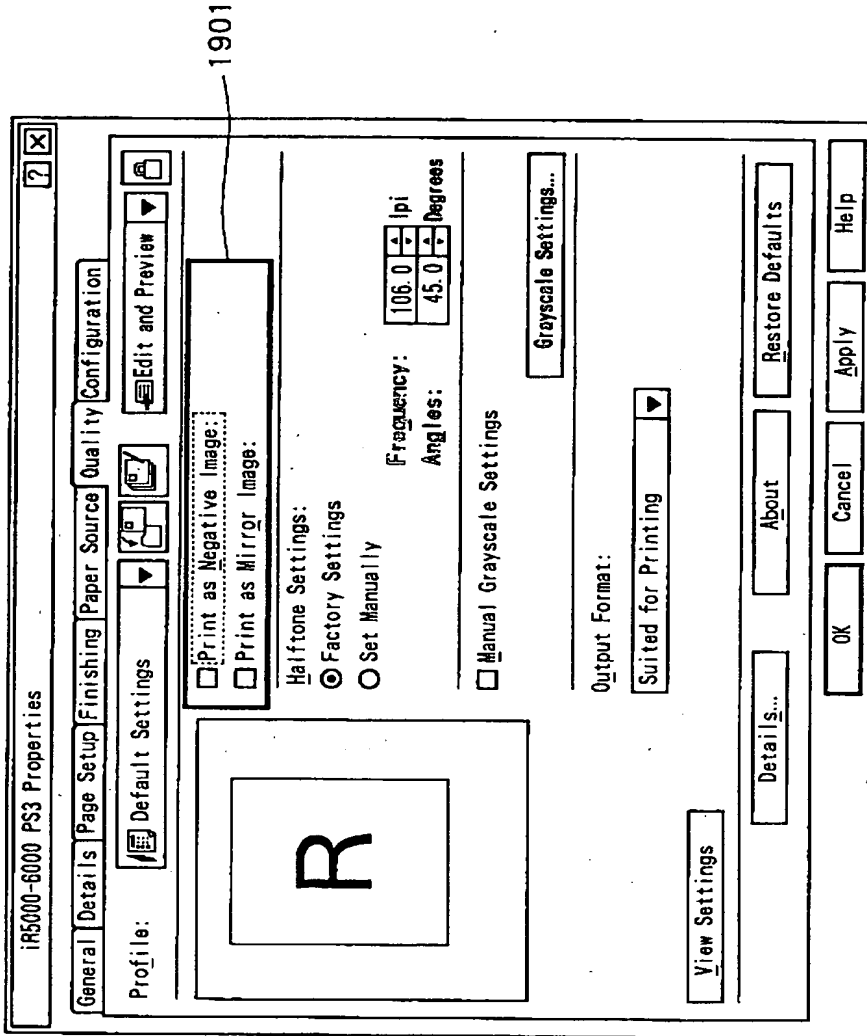 iR5000-6000 PS3 Properties
?
General Details Page Setup Finishing Paper Source Quality Configuration
Profile: Default Settings Edit and Preview
1901
Print as Negative Image:
Print as Mirror Image:
R
Halftone Settings:
Factory Settings
Set Manually
Frequency: 106.0 lpi
Angles: 45.0 Degrees
Manual Grayscale Settings
Grayscale Settings...
Output Format:
Suited for Printing
View Settings
Details... About Restore Defaults
OK Cancel Apply Help